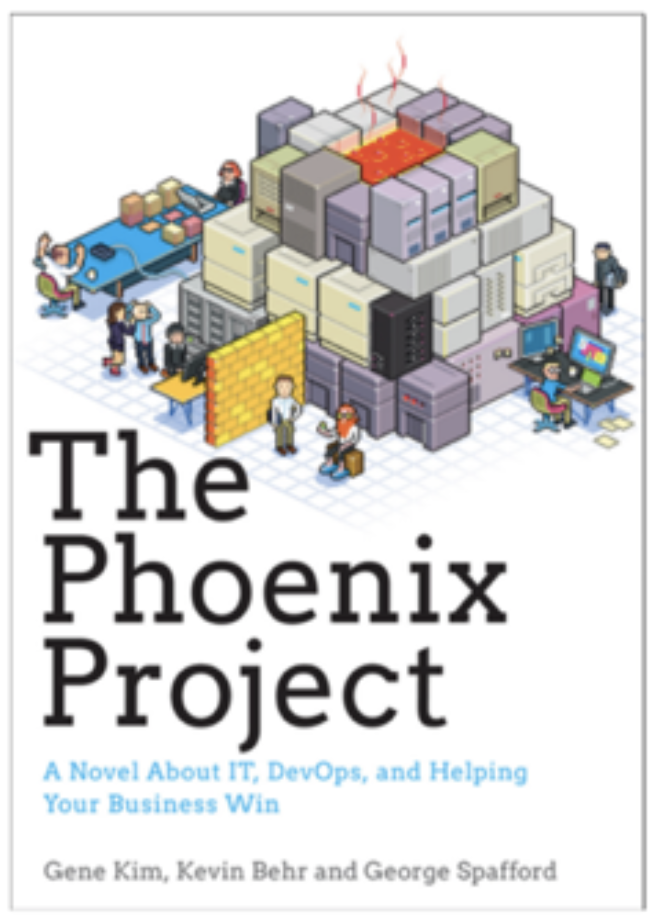 The
Phoenix
Project
A Novel About IT, DevOps, and Helping
Your Business Win
Gene Kim, Kevin Behr and George Spafford